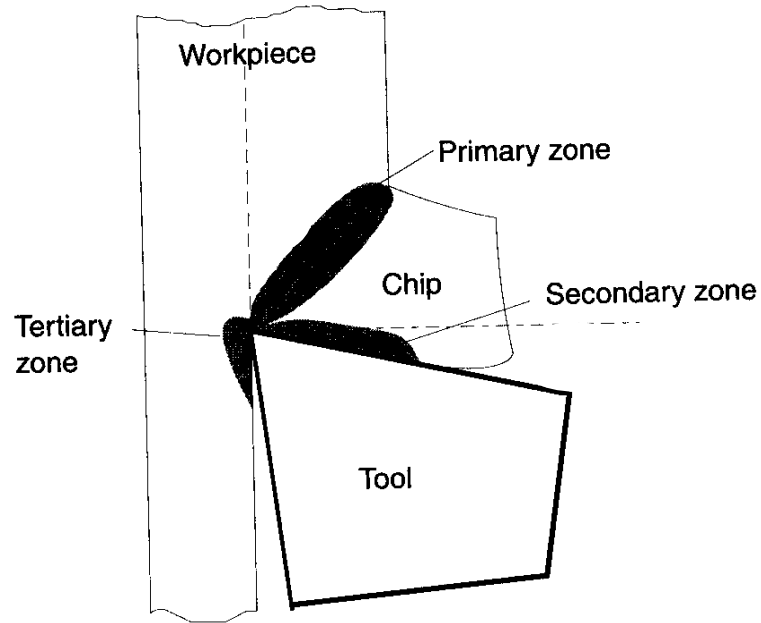 Workpiece
Primary zone
Chip
Secondary zone
Tertiary
zone
Tool